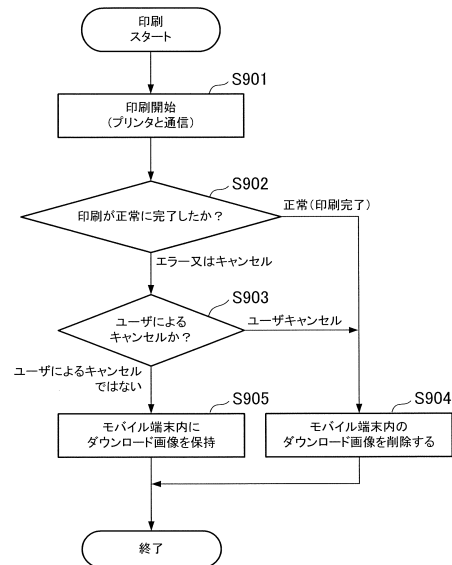 印刷
スタート
S901
印刷開始
(プリンタと通信)
S902
印刷が正常に完了したか？
正常(印刷完了)
エラー又はキャンセル
S903
ユーザによる
キャンセルか？
ユーザキャンセル
ユーザによるキャンセル
ではない
S905
モバイル端末内に
ダウンロード画像を保持
S904
モバイル端末内の
ダウンロード画像を削除する
終了